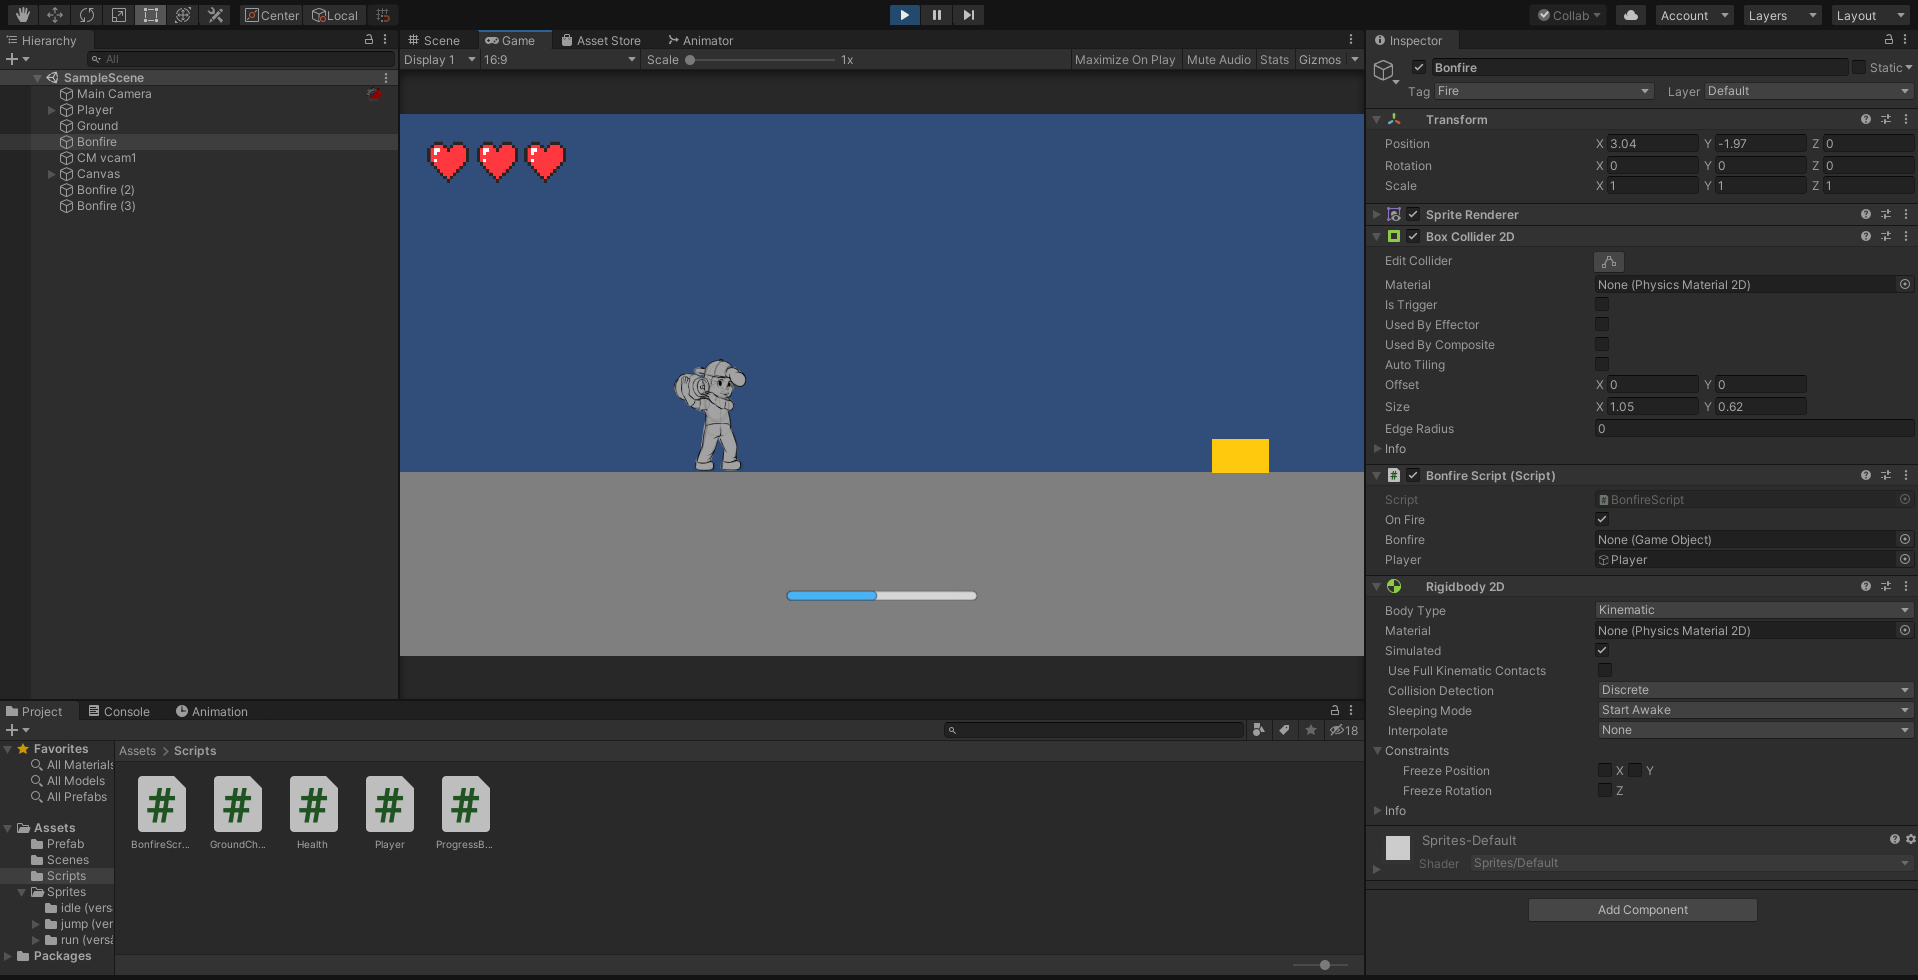 Center
Local
Collab
Account
Layers
Layout
Hierarchy
All
SampleScene
Main Camera
Player
Ground
Bonfire
CM vcam1
Canvas
Bonfire (2)
Bonfire (3)
Scene
Game
Asset Store
Animator
Display 1
16:9
Scale
1x
Maximize On Play
Mute Audio
Stats
Gizmos
Inspector
Bonfire
Static
Tag Fire
Layer Default
Transform
Position X 3.04 Y -1.97 Z 0
Rotation X 0 Y 0 Z 0
Scale X 1 Y 1 Z 1
Sprite Renderer
Box Collider 2D
Edit Collider
Material None (Physics Material 2D)
Is Trigger
Used By Effector
Used By Composite
Auto Tiling
Offset X 0 Y 0
Size X 1.05 Y 0.62
Edge Radius 0
Info
# Bonfire Script (Script)
Script BonfireScript
On Fire
Bonfire None (Game Object)
Player Player
Rigidbody 2D
Body Type Kinematic
Material None (Physics Material 2D)
Simulated
Use Full Kinematic Contacts
Collision Detection Discrete
Sleeping Mode Start Awake
Interpolate None
Constraints
Freeze Position X Y
Freeze Rotation Z
Info
Sprites-Default
Shader Sprites/Default
Add Component
Project
Console
Animation
18
Favorites
All Materials
All Models
All Prefabs
Assets
Prefab
Scenes
Scripts
Sprites
idle (vers
jump (ver
run (versã
Packages
Assets > Scripts
# # # # #
BonfireScr...
GroundCh...
Health
Player
ProgressB...